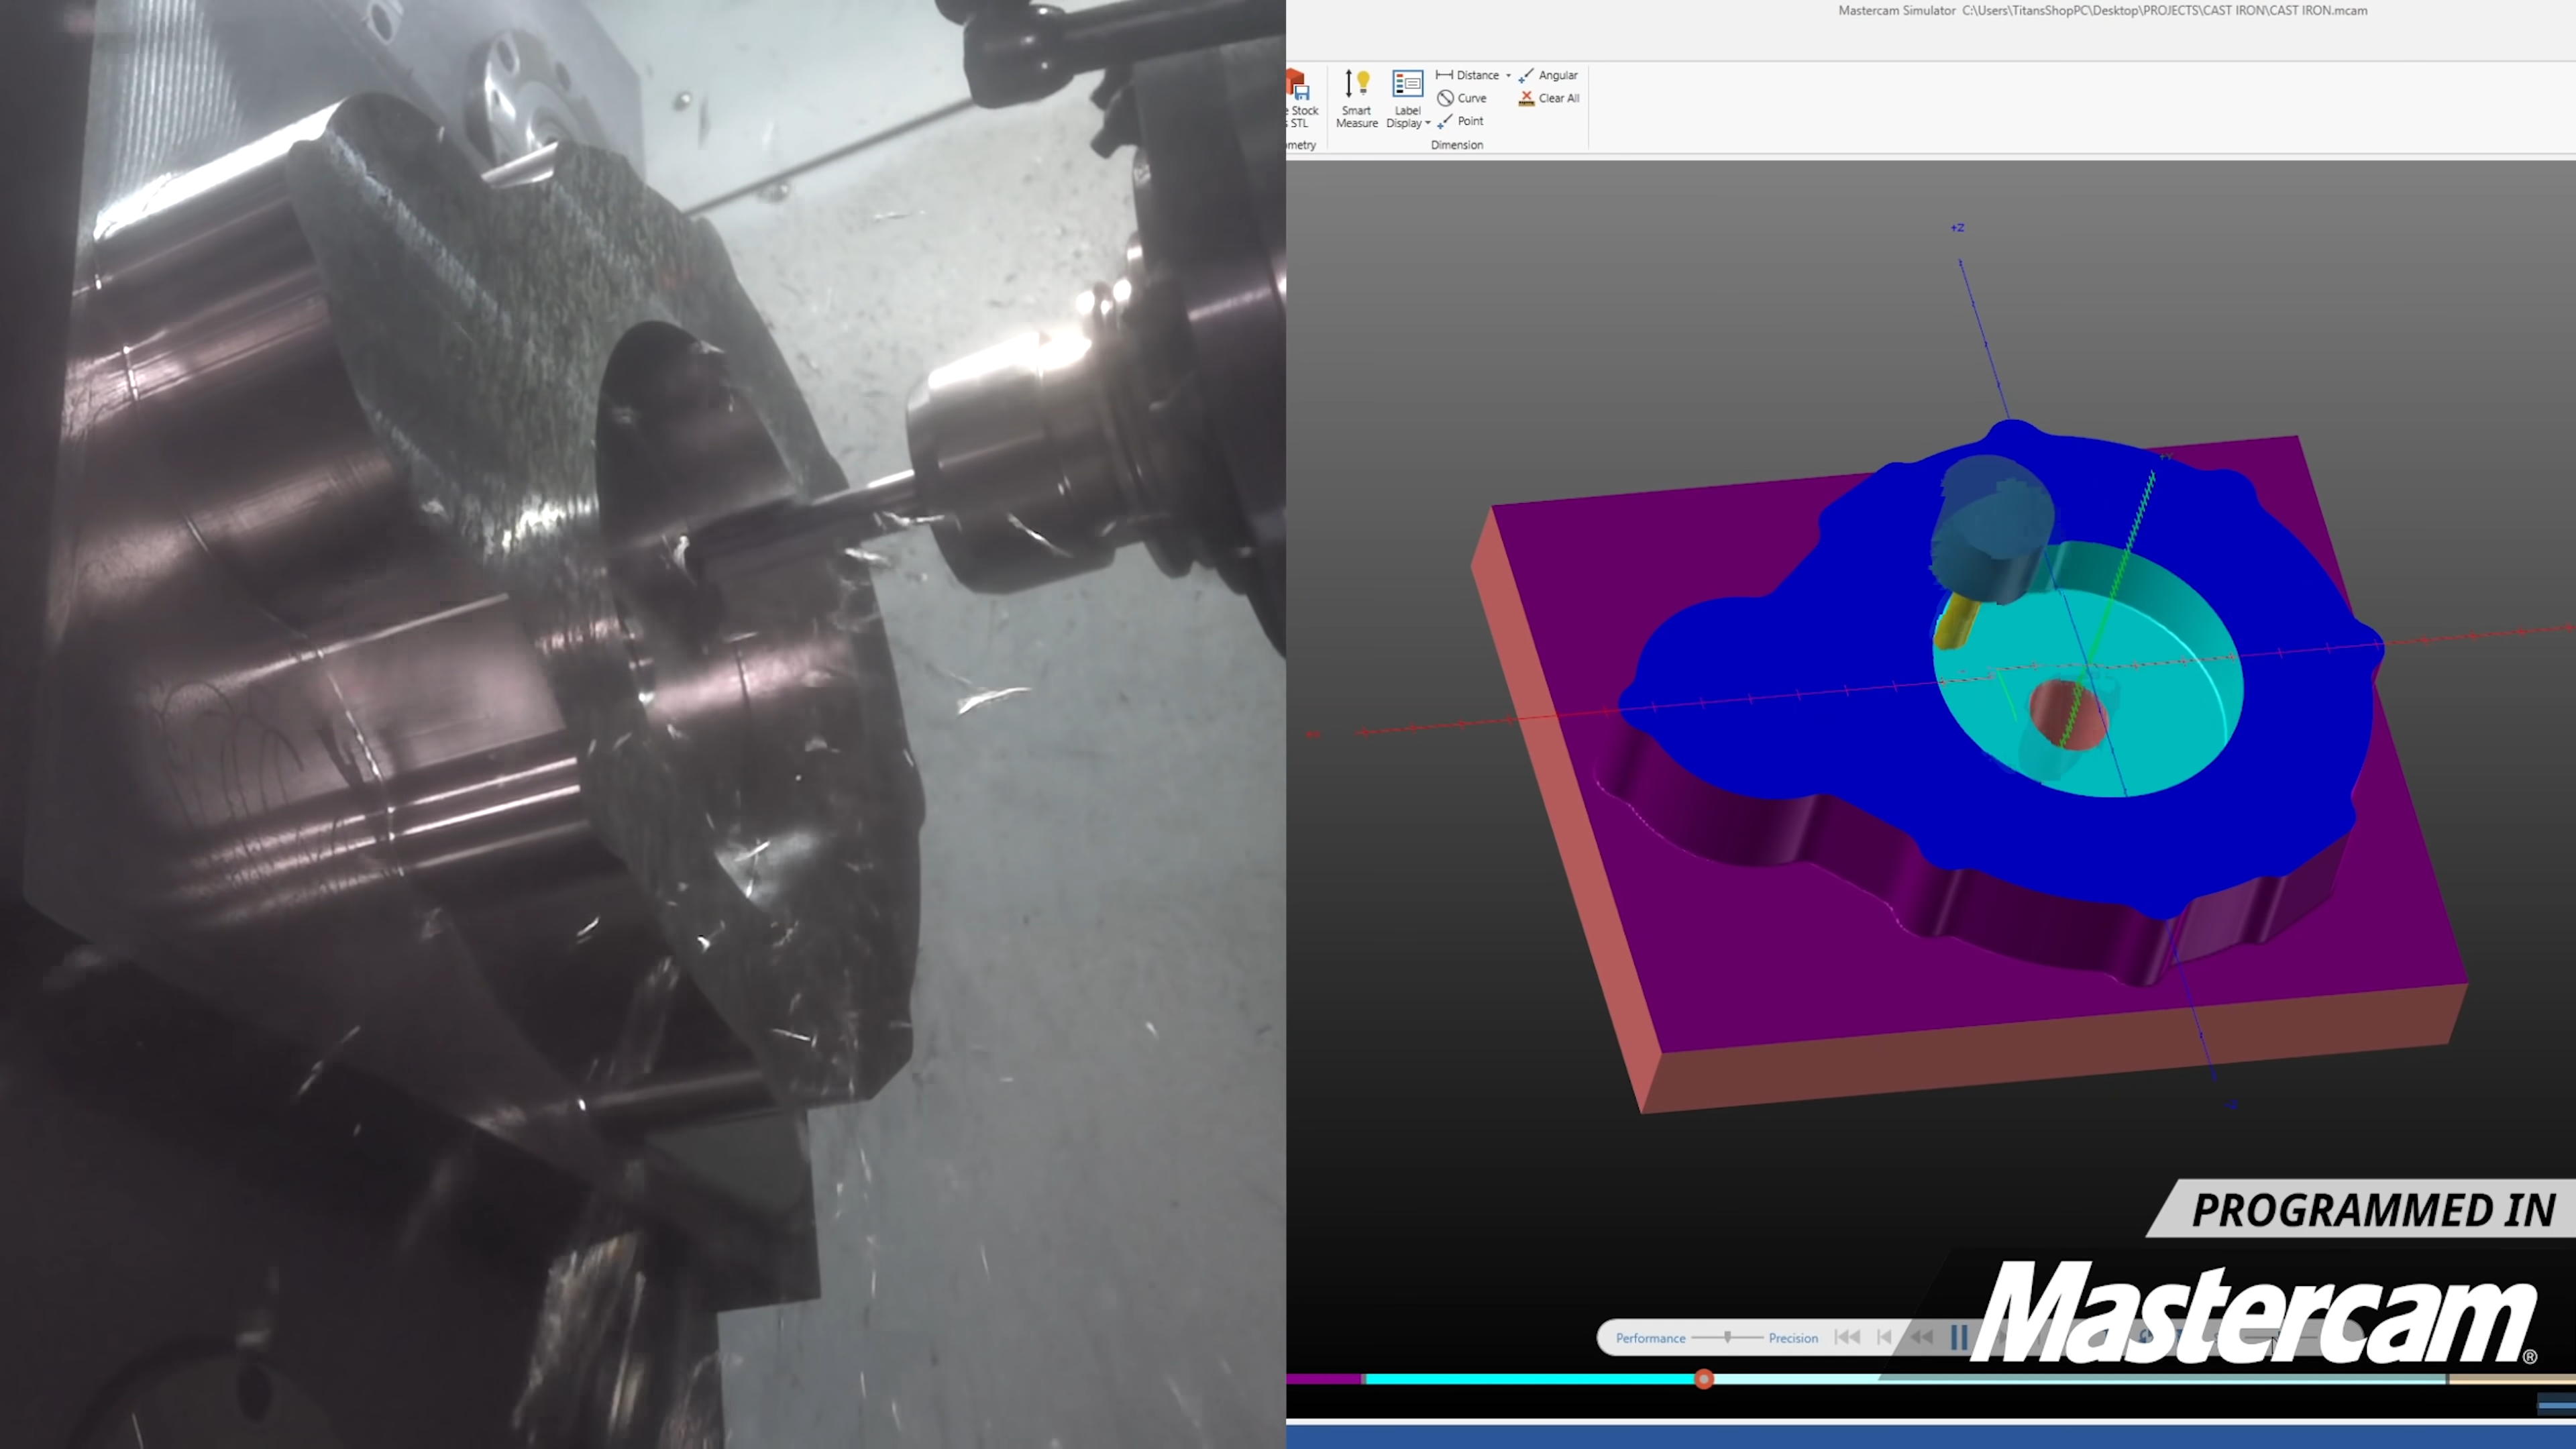 Mastercam Simulator C:\Users\TitansShopPC\Desktop\PROJECTS\CAST IRON\CAST IRON.mcam
Stock
STL
Smart
Measure
Label
Display
Distance
Curve
Point
Angular
Clear All
metry
Dimension
+Z
PROGRAMMED IN
Mastercam®
Performance
Precision